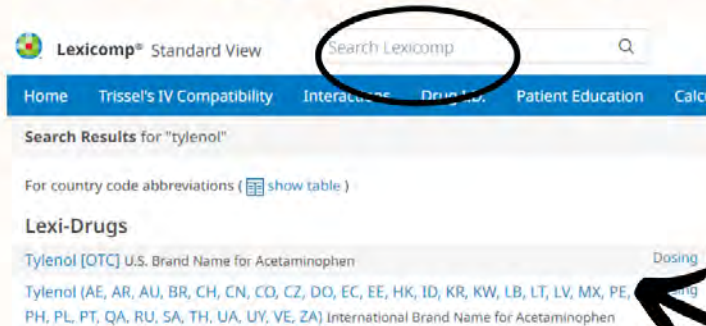 Lexicomp® Standard View
Search Lexicomp
Home Trissel's IV Compatibility Interactions Drug I.D. Patient Education
Search Results for "tylenol"
For country code abbreviations ( show table )
Lexi-Drugs
Tylenol [OTC] U.S. Brand Name for Acetaminophen Dosing
Tylenol (AE, AR, AU, BR, CH, CN, CO, CZ, DO, EC, EE, HK, ID, KR, KW, LB, LT, LV, MX, PE,
PH, PL, PT, QA, RU, SA, TH, UA, UY, VE, ZA) International Brand Name for Acetaminophen